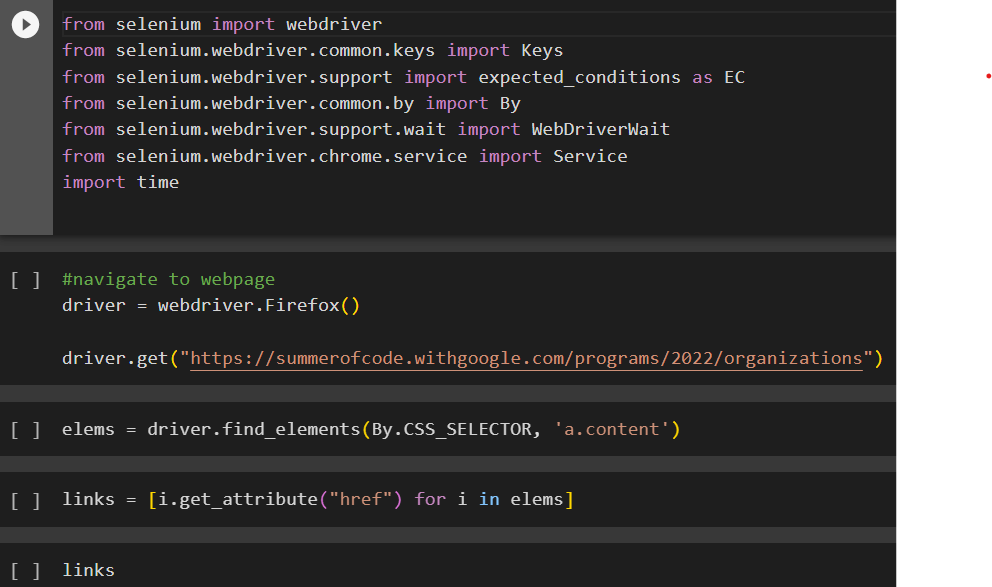 from selenium import webdriver
from selenium.webdriver.common.keys import Keys
from selenium.webdriver.support import expected_conditions as EC
from selenium.webdriver.common.by import By
from selenium.webdriver.support.wait import WebDriverWait
from selenium.webdriver.chrome.service import Service
import time
[ ] #navigate to webpage
driver = webdriver.Firefox()
driver.get("https://summerofcode.withgoogle.com/programs/2022/organizations")
[ ] elems = driver.find_elements(By.CSS_SELECTOR, 'a.content')
[ ] links = [i.get_attribute("href") for i in elems]
[ ] links